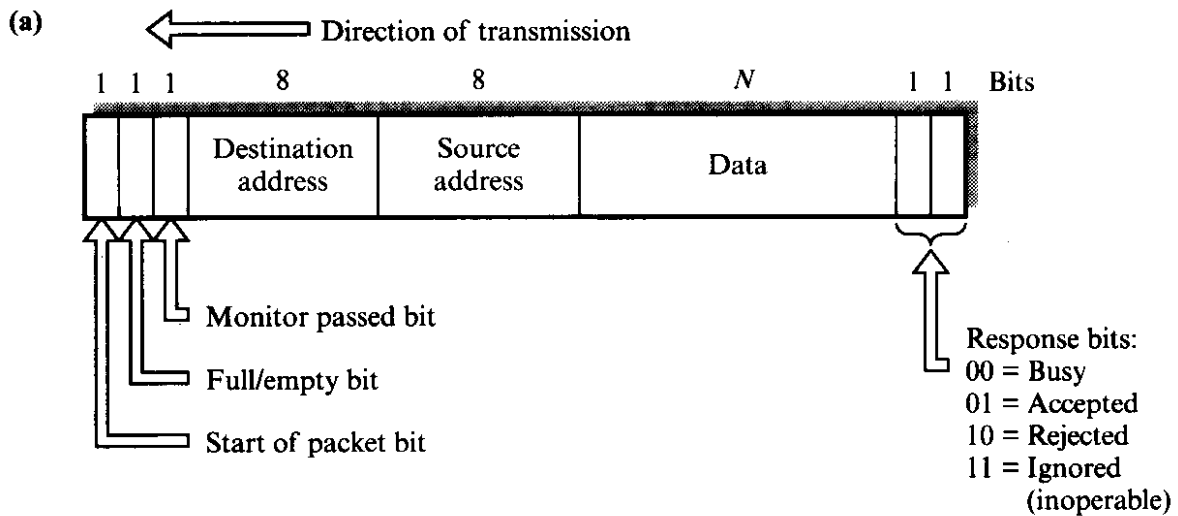 (a)
Direction of transmission
1 1 1 8 8 N 1 1 Bits
Destination
address
Source
address
Data
Monitor passed bit
Full/empty bit
Start of packet bit
Response bits:
00 = Busy
01 = Accepted
10 = Rejected
11 = Ignored
(inoperable)